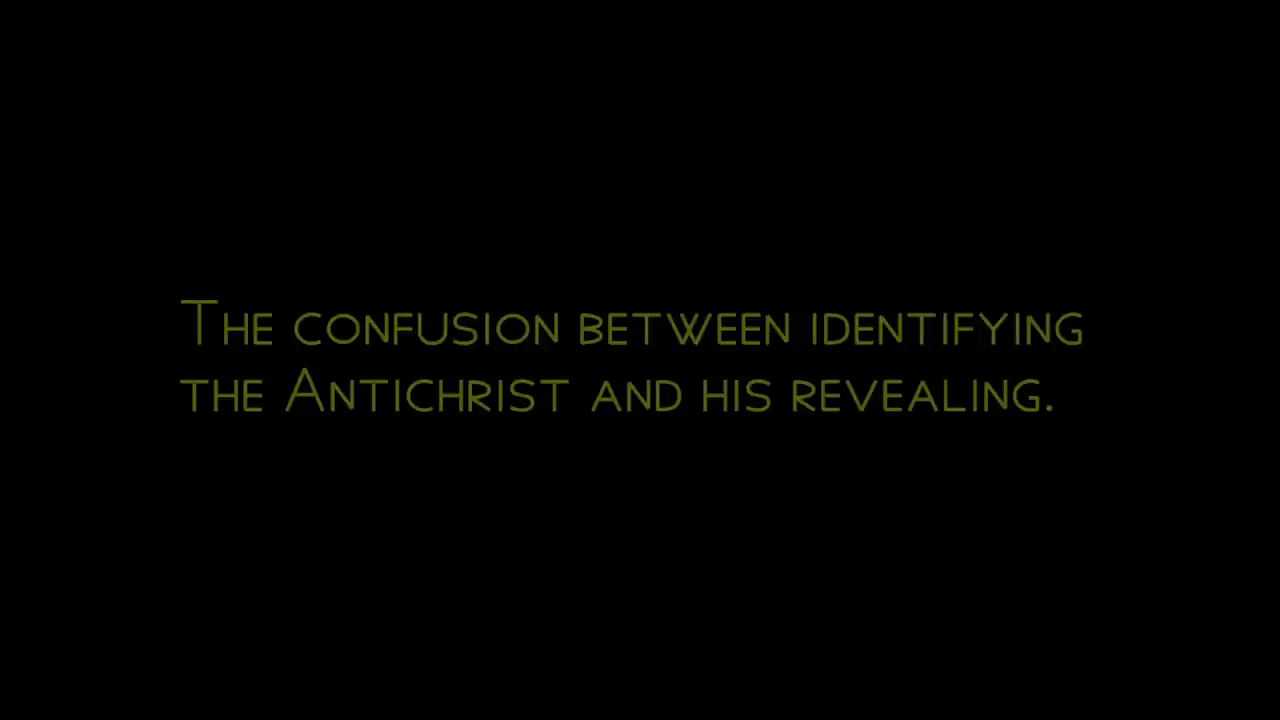 The confusion between identifying
the Antichrist and his revealing.